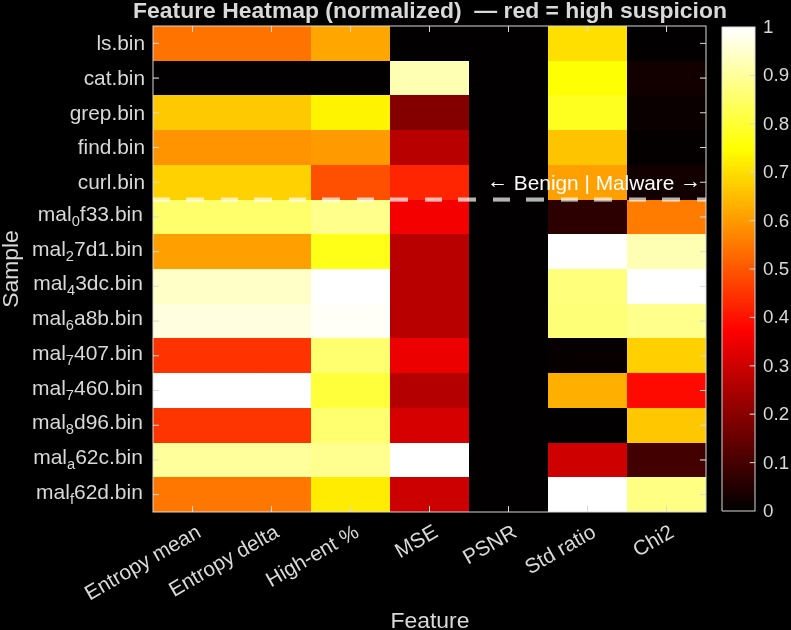 Feature Heatmap (normalized) — red = high suspicion
ls.bin
cat.bin
grep.bin
find.bin
curl.bin
← Benign | Malware →
mal₀f33.bin
mal₂7d1.bin
mal₄3dc.bin
mal₆a8b.bin
mal₇407.bin
mal₇460.bin
mal₈d96.bin
malₐ62c.bin
mal_f62d.bin
Sample
Entropy mean
Entropy delta
High-ent %
MSE
PSNR
Std ratio
Chi2
Feature
1
0.9
0.8
0.7
0.6
0.5
0.4
0.3
0.2
0.1
0